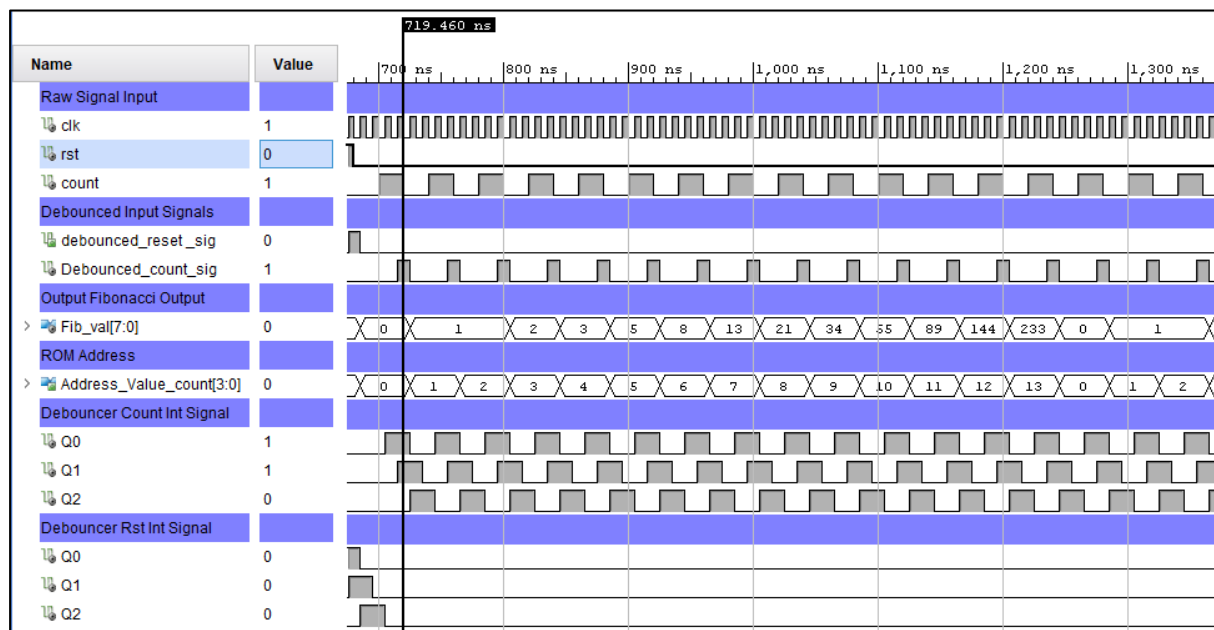 719.460 ns
Name Value 700 ns 800 ns 900 ns 1,000 ns 1,100 ns 1,200 ns 1,300 ns
Raw Signal Input
clk 1
rst 0
count 1
Debounced Input Signals
debounced_reset _sig 0
Debounced_count_sig 1
Output Fibonacci Output
> Fib_val[7:0] 0 0 1 2 3 5 8 13 21 34 55 89 144 233 0 1
ROM Address
> Address_Value_count[3:0] 0 0 1 2 3 4 5 6 7 8 9 10 11 12 13 0 1 2
Debouncer Count Int Signal
Q0 1
Q1 1
Q2 0
Debouncer Rst Int Signal
Q0 0
Q1 0
Q2 0